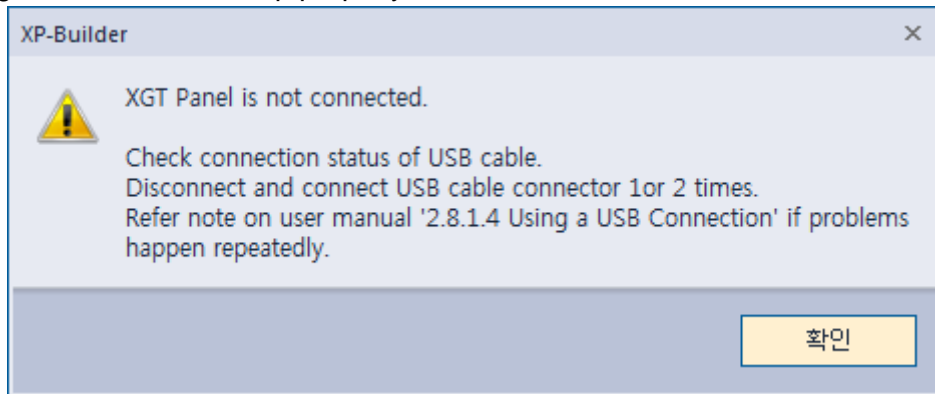 XP-Builder
XGT Panel is not connected.
Check connection status of USB cable.
Disconnect and connect USB cable connector 1or 2 times.
Refer note on user manual '2.8.1.4 Using a USB Connection' if problems
happen repeatedly.
확인